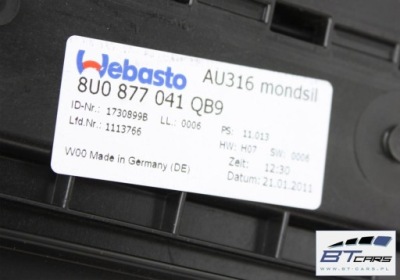 Webasto AU316 mondsil
8U0 877 041 QB9
ID-Nr.: 1730899B LL.: 0006 PS: 11.013
Lfd.Nr.: 1113766 HW: H07 SW: 0006
Zeit: 12:30
W00 Made in Germany (DE) Datum: 21.01.2011
BTCARS
WWW.BT-CARS.PL